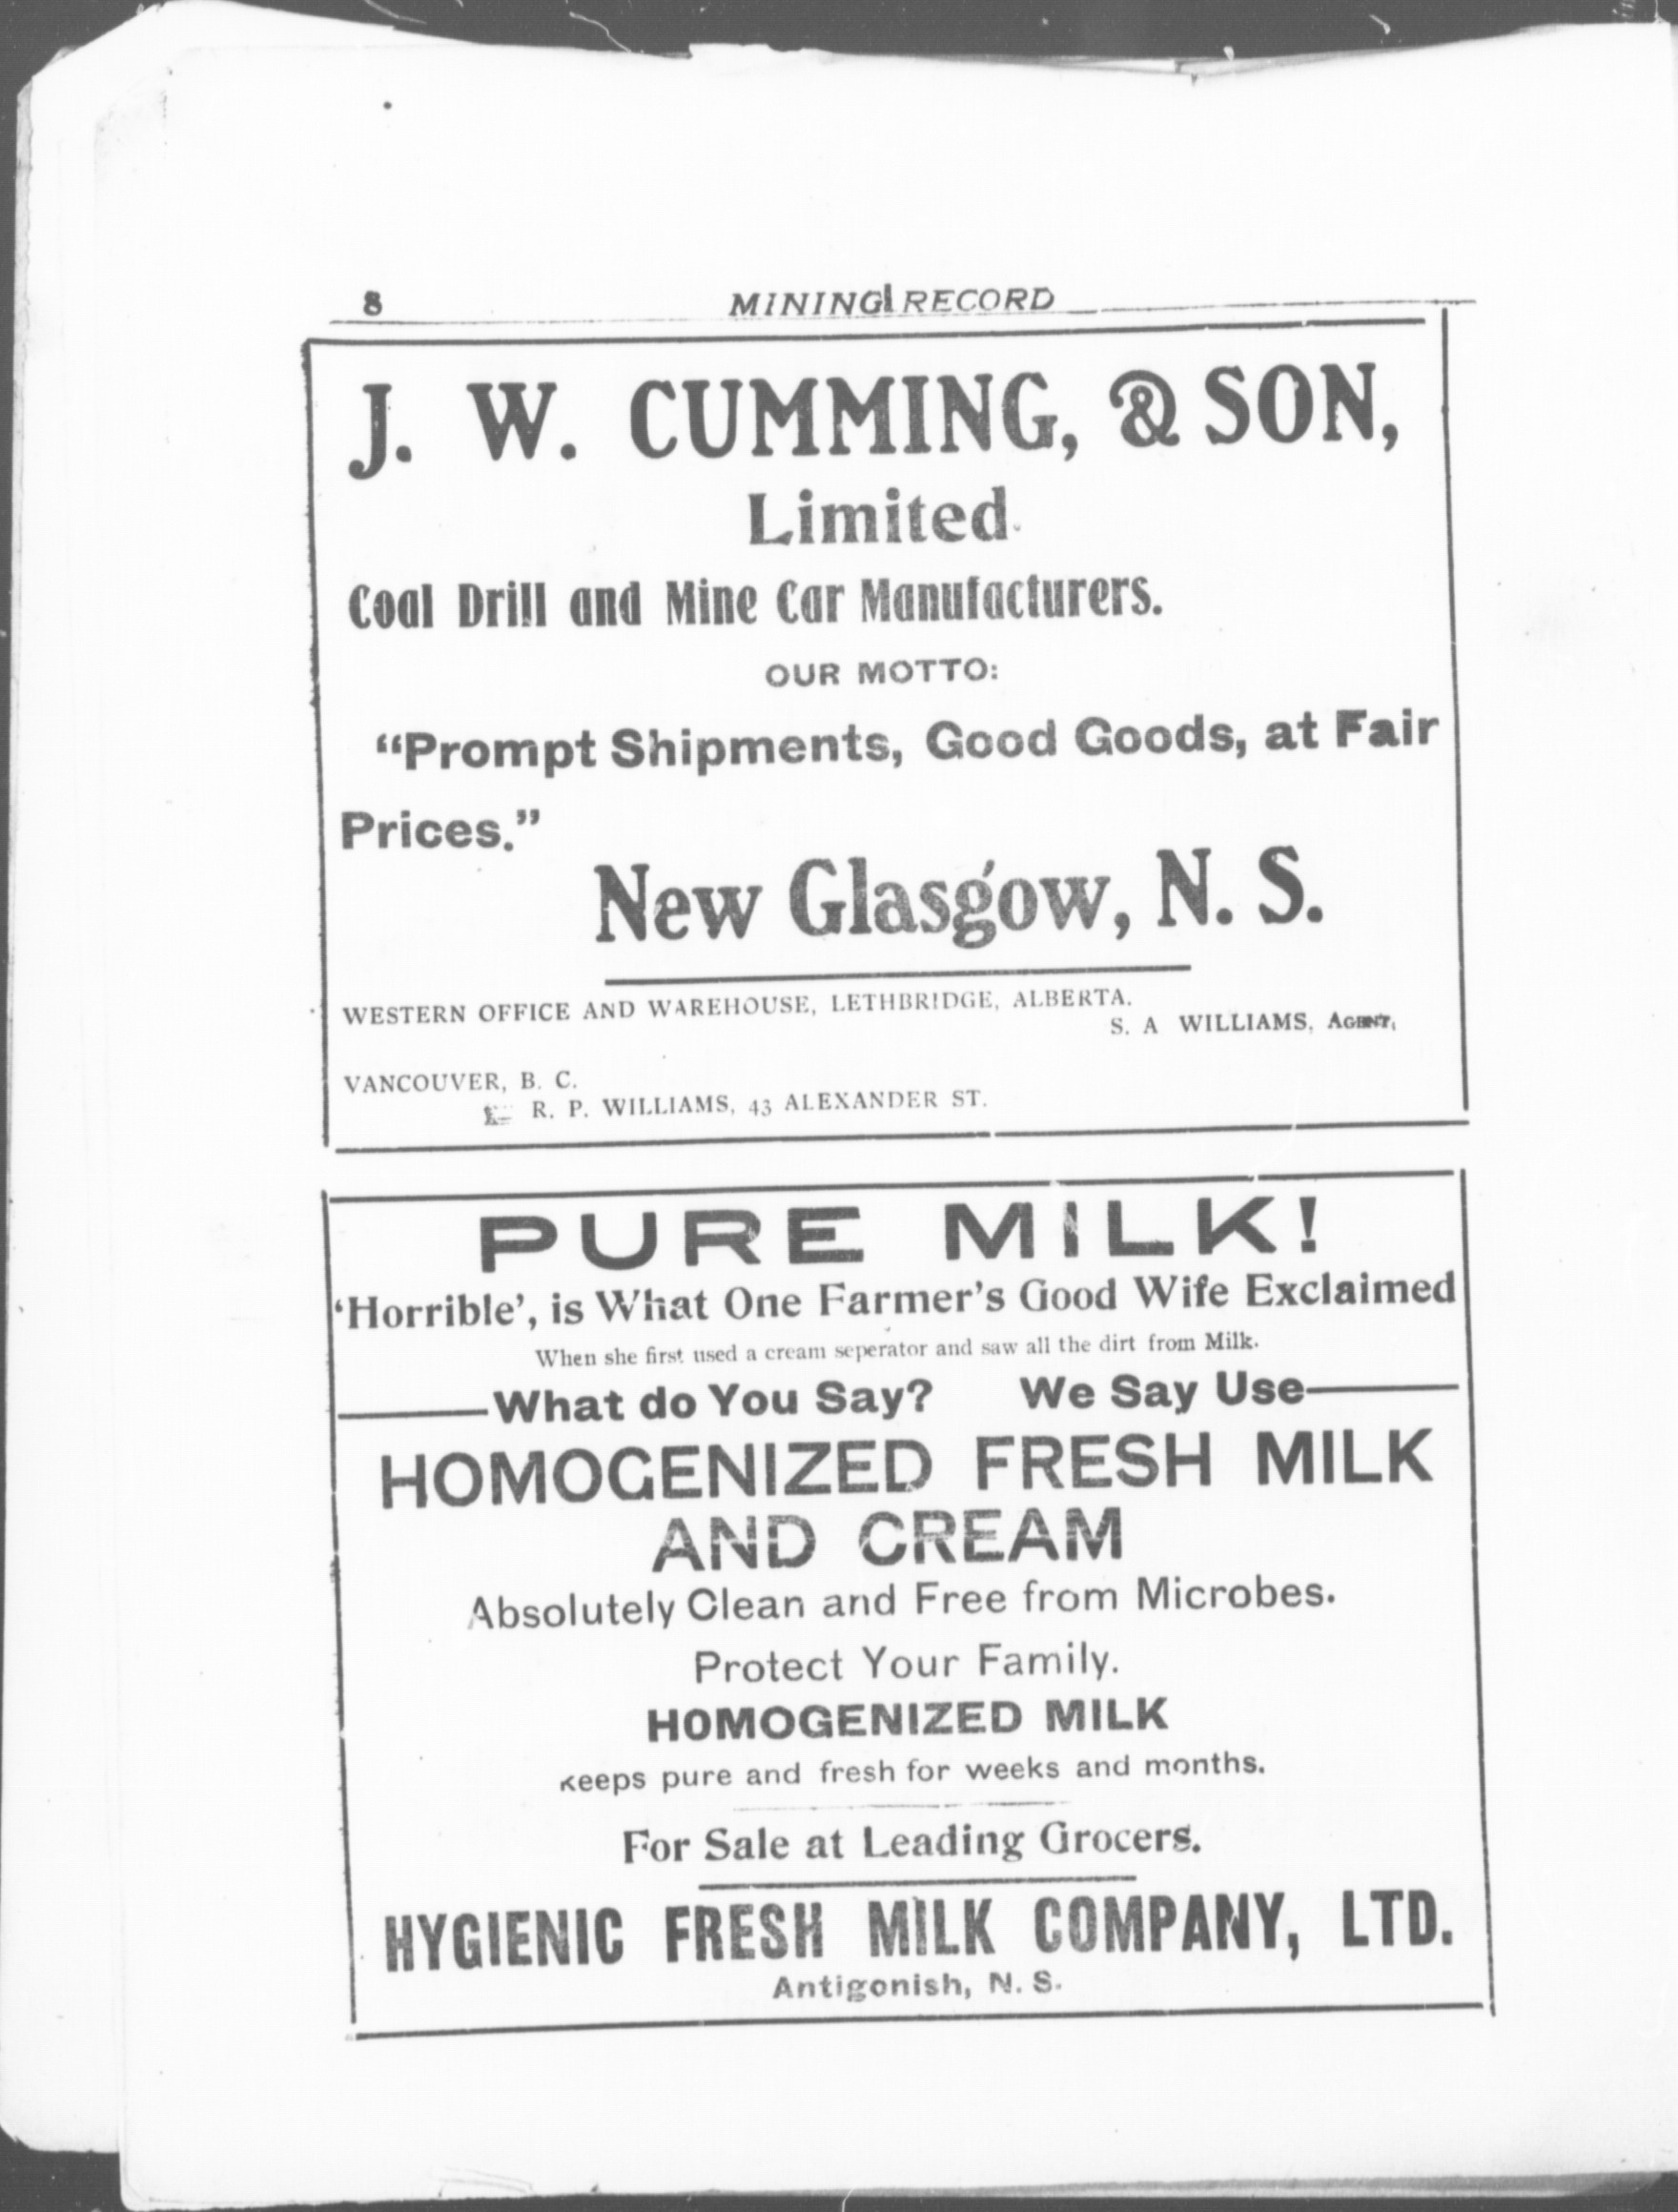 8 MINING RECORD
J. W. CUMMING, & SON,
Limited.
Coal Drill and Mine Car Manufacturers.
OUR MOTTO:
“Prompt Shipments, Good Goods, at Fair
Prices.”
New Glasgow, N. S.
WESTERN OFFICE AND WAREHOUSE, LETHBRIDGE, ALBERTA.
S. A WILLIAMS, AGENT,
VANCOUVER, B. C.
R. P. WILLIAMS, 43 ALEXANDER ST.
PURE MILK!
‘Horrible’, is What One Farmer’s Good Wife Exclaimed
When she first used a cream seperator and saw all the dirt from Milk.
What do You Say? We Say Use
HOMOGENIZED FRESH MILK
AND CREAM
Absolutely Clean and Free from Microbes.
Protect Your Family.
HOMOGENIZED MILK
Keeps pure and fresh for weeks and months.
For Sale at Leading Grocers.
HYGIENIC FRESH MILK COMPANY, LTD.
Antigonish, N. S.